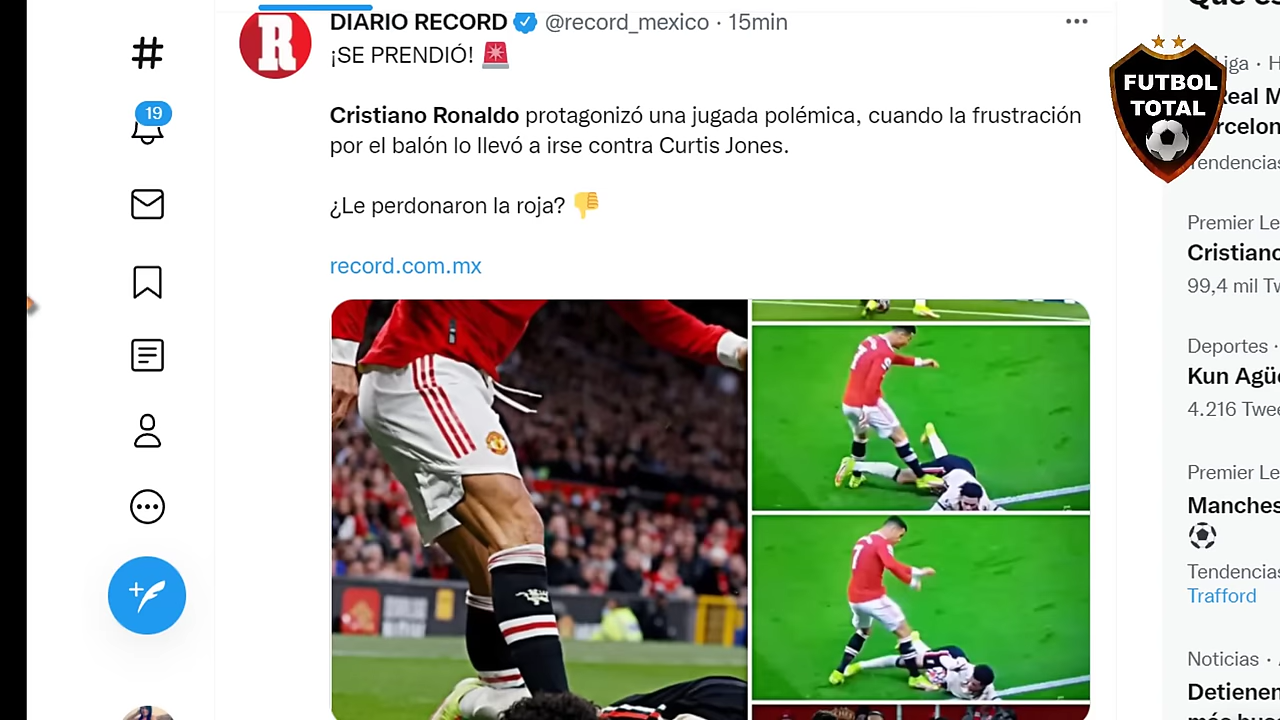 DIARIO RECORD @record_mexico · 15min
¡SE PRENDIÓ!
Cristiano Ronaldo protagonizó una jugada polémica, cuando la frustración
por el balón lo llevó a irse contra Curtis Jones.
¿Le perdonaron la roja?
record.com.mx
19
R
FUTBOL
TOTAL
7
7
Premier Le
Cristiano
99,4 mil Tw
Deportes ·
Kun Agüe
4.216 Twee
Premier Le
Manches
Tendencias
Trafford
Noticias ·
Detienen